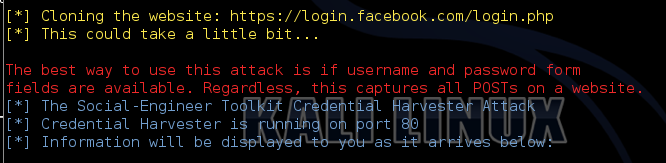 [*] Cloning the website: https://login.facebook.com/login.php
[*] This could take a little bit...
The best way to use this attack is if username and password form
fields are available. Regardless, this captures all POSTs on a website.
[*] The Social-Engineer Toolkit Credential Harvester Attack
[*] Credential Harvester is running on port 80
[*] Information will be displayed to you as it arrives below:
KALI LINUX